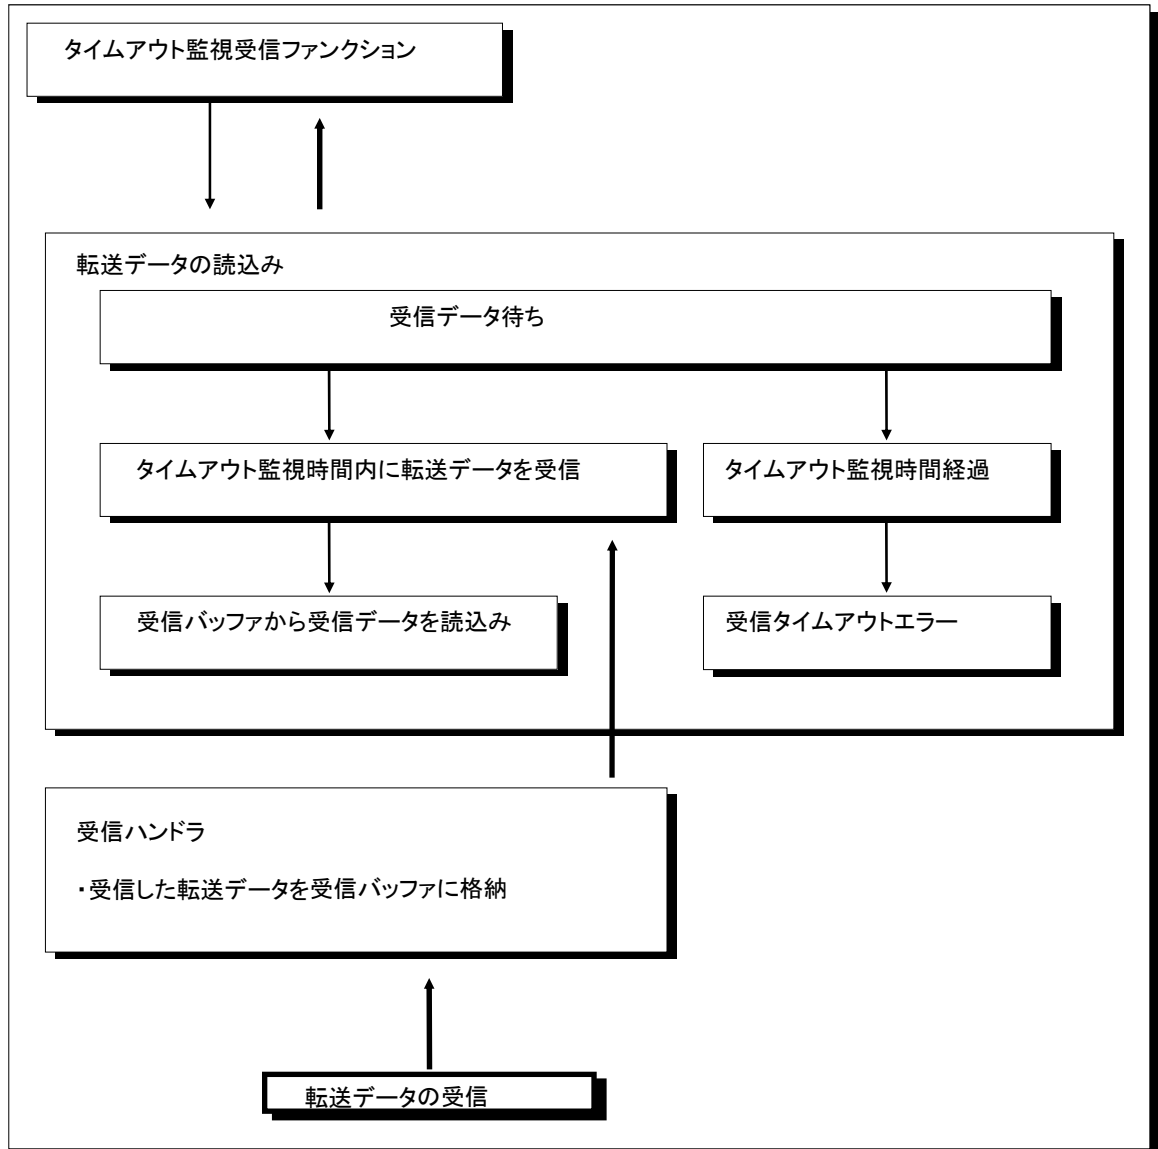 タイムアウト監視受信ファンクション
転送データの読込み
受信データ待ち
タイムアウト監視時間内に転送データを受信
タイムアウト監視時間経過
受信バッファから受信データを読込み
受信タイムアウトエラー
受信ハンドラ
・受信した転送データを受信バッファに格納
転送データの受信